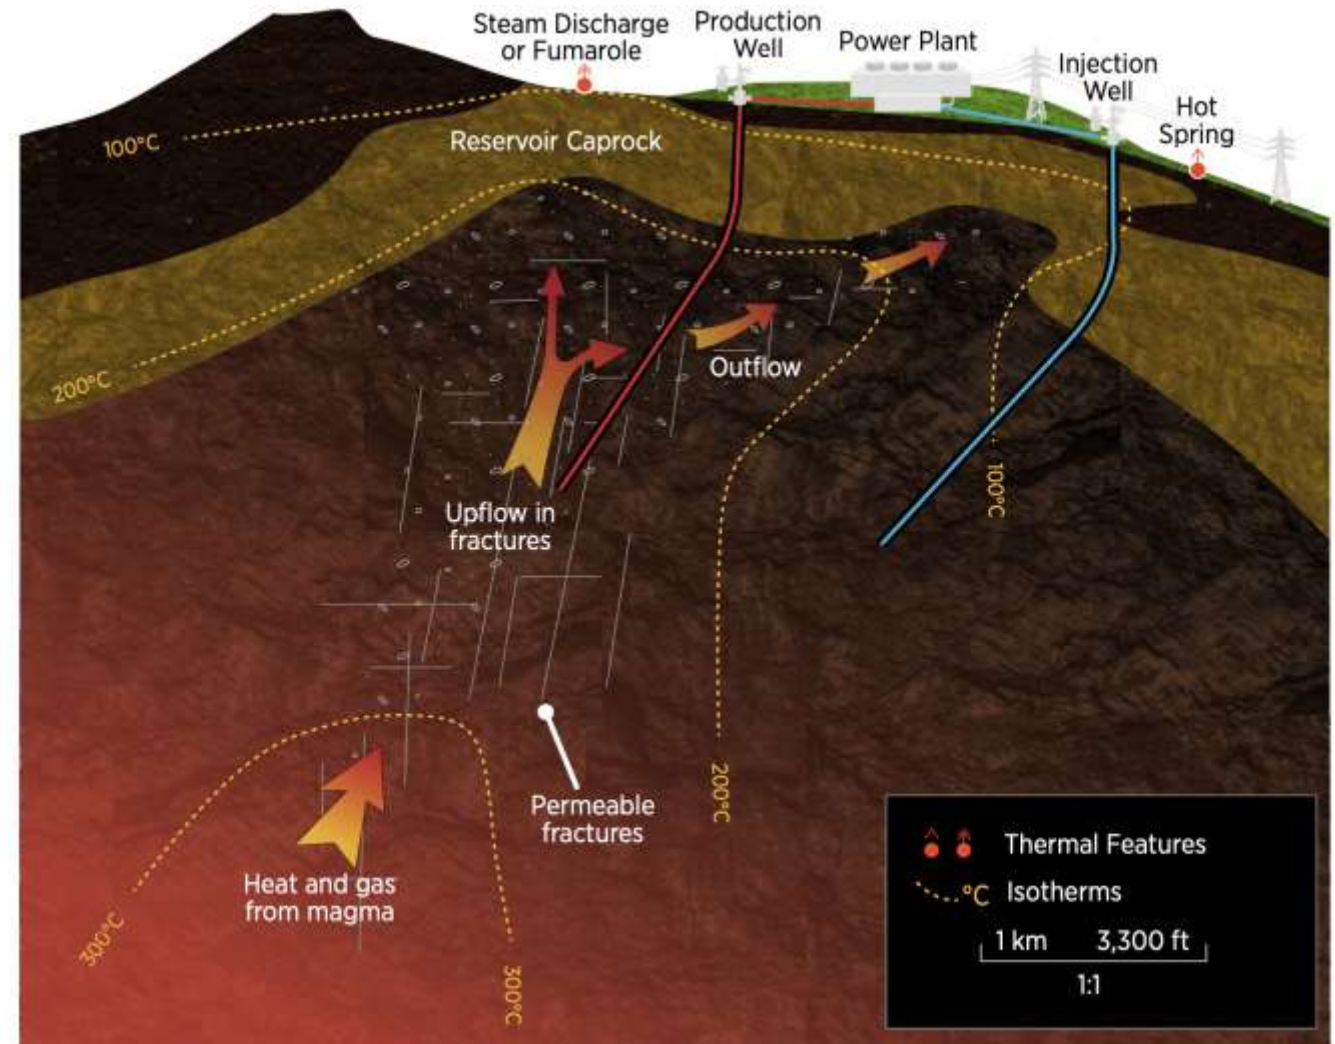 Steam Discharge
or Fumarole
Production
Well
Power Plant
Injection
Well
Hot
Spring
100°C
Reservoir Caprock
200°C
Outflow
100°C
Upflow in
fractures
200°C
Permeable
fractures
Heat and gas
from magma
300°C
300°C
Thermal Features
°C Isotherms
1 km 3,300 ft
1:1